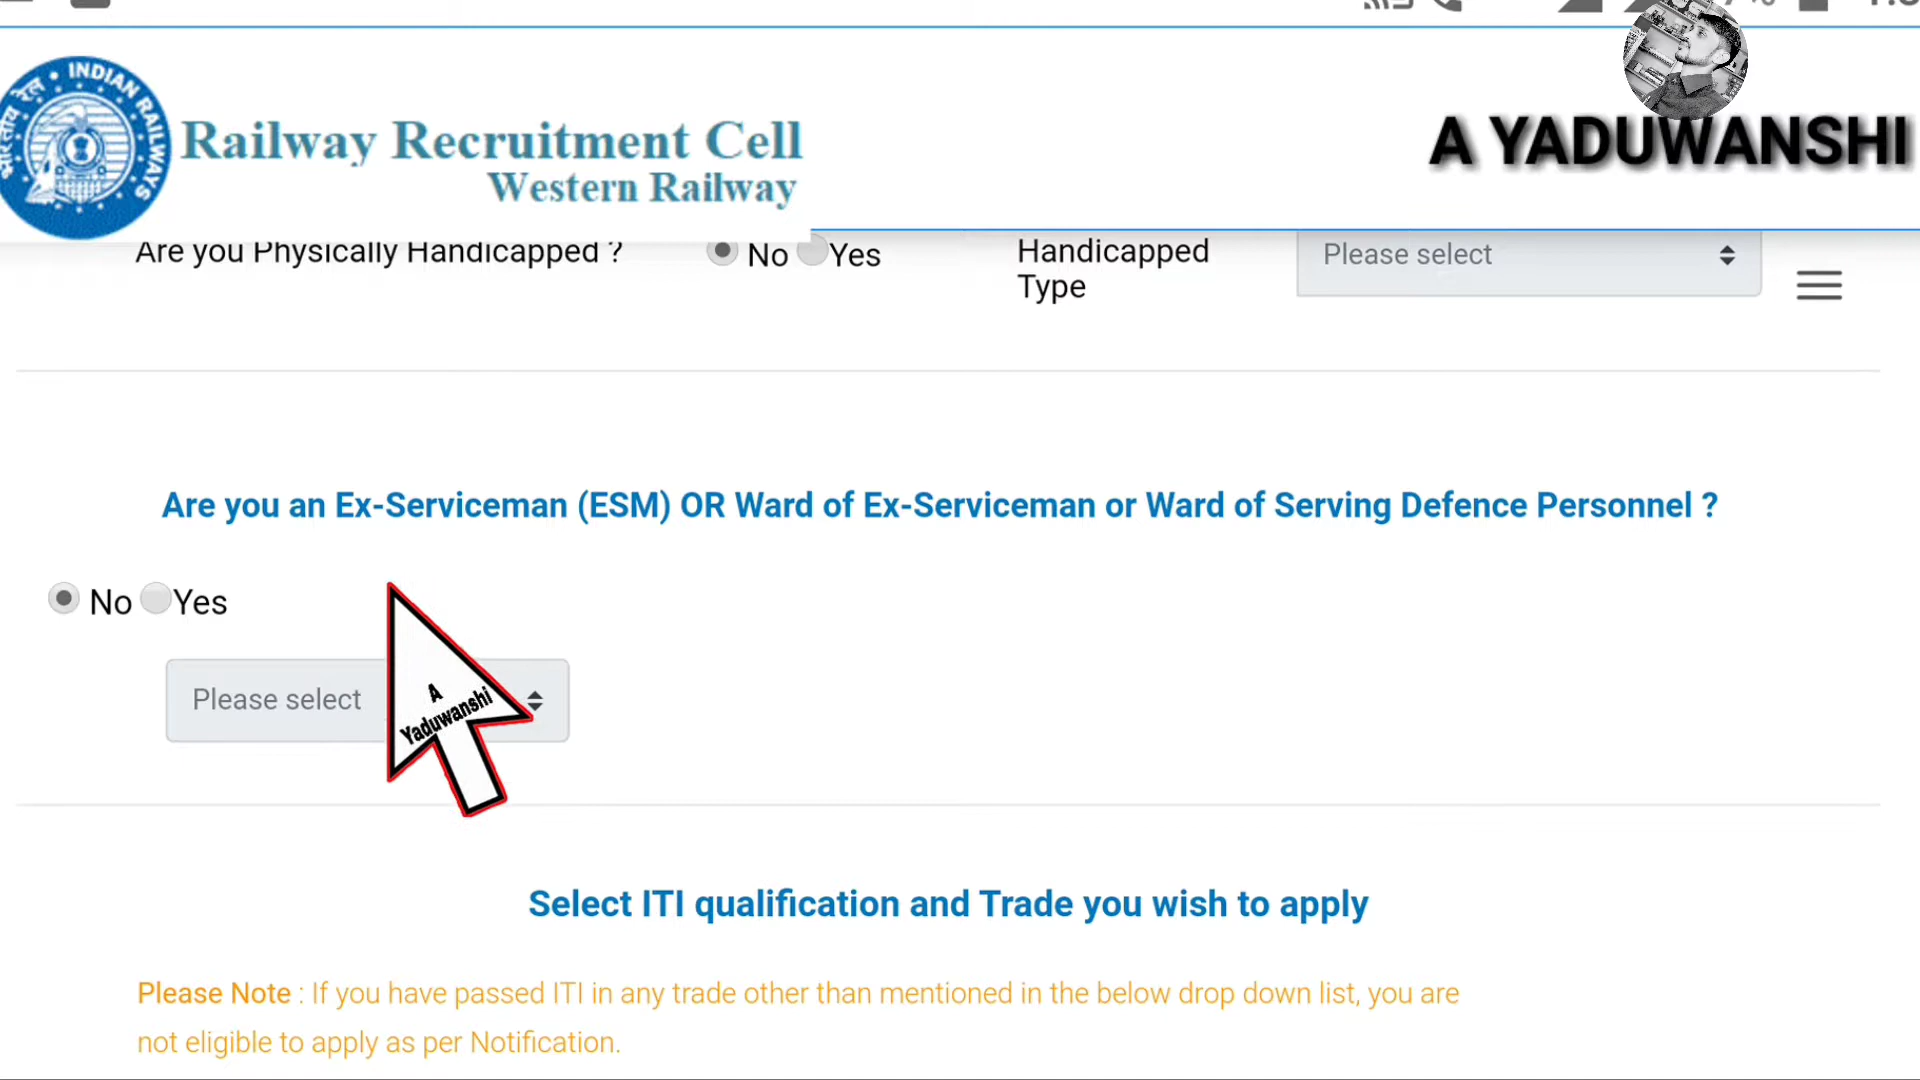 भारतीय रेल • INDIAN RAILWAYS
Railway Recruitment Cell
Western Railway
A YADUWANSHI
Are you Physically Handicapped ?
No Yes
Handicapped
Type
Please select
Are you an Ex-Serviceman (ESM) OR Ward of Ex-Serviceman or Ward of Serving Defence Personnel ?
No Yes
Please select
A
Yaduwanshi
Select ITI qualification and Trade you wish to apply
Please Note : If you have passed ITI in any trade other than mentioned in the below drop down list, you are
not eligible to apply as per Notification.